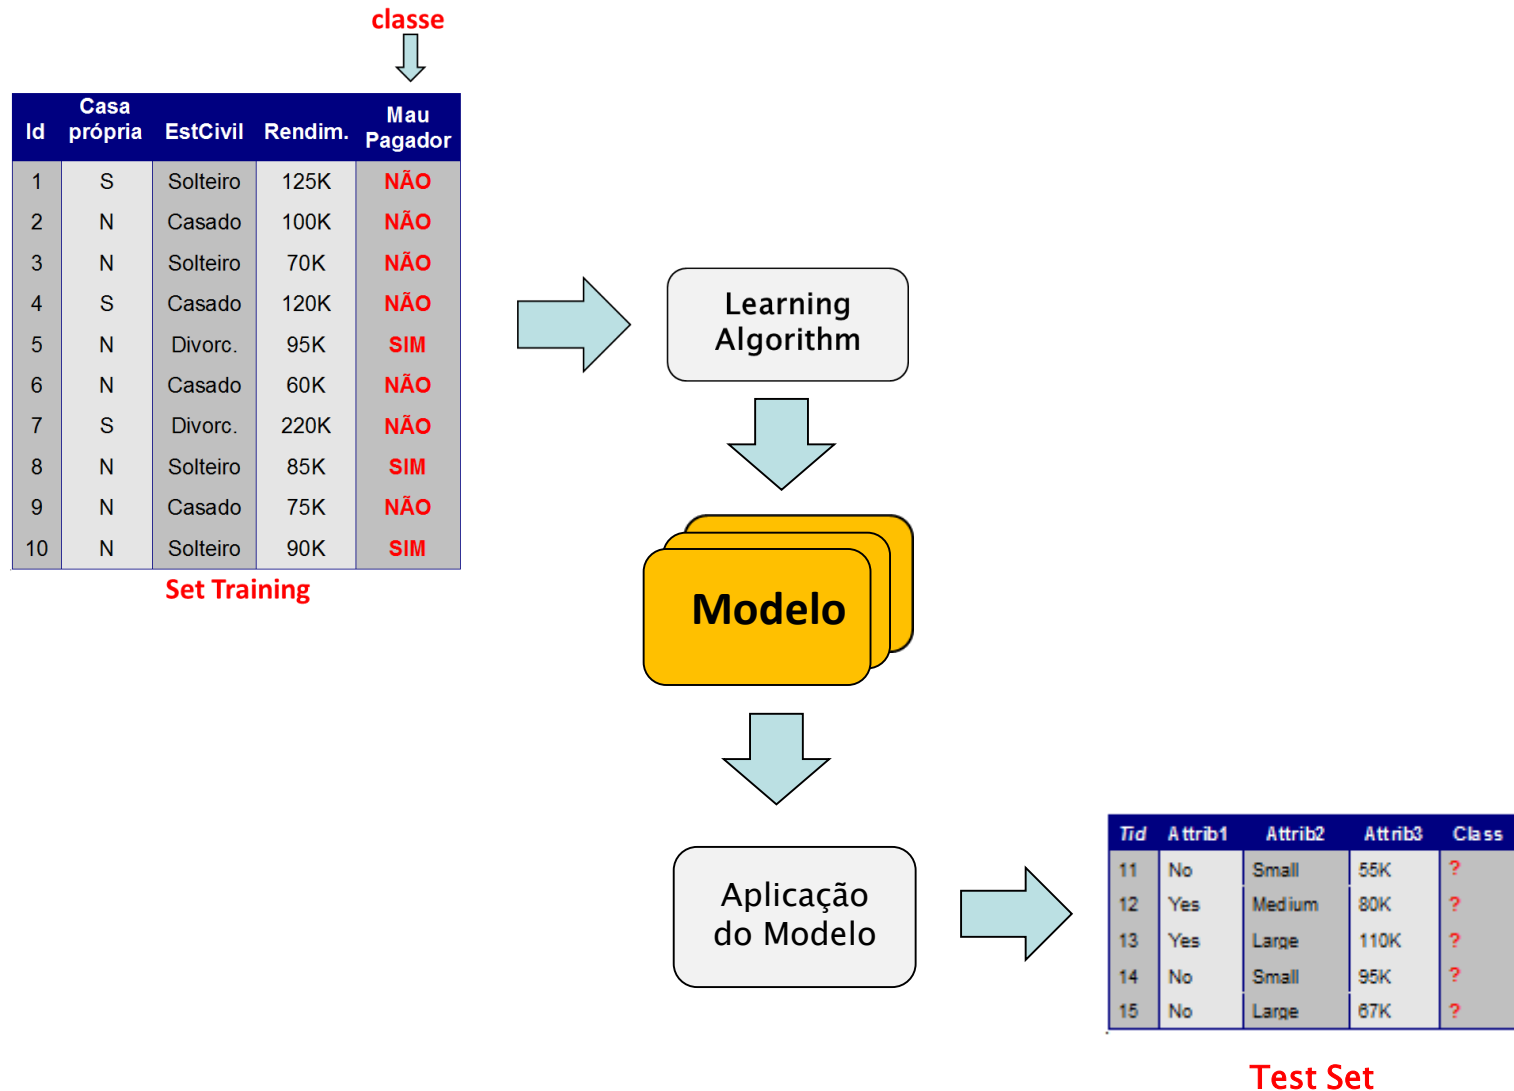 classe
Id Casa própria EstCivil Rendim. Mau Pagador
1 S Solteiro 125K NÃO
2 N Casado 100K NÃO
3 N Solteiro 70K NÃO
4 S Casado 120K NÃO
5 N Divorc. 95K SIM
6 N Casado 60K NÃO
7 S Divorc. 220K NÃO
8 N Solteiro 85K SIM
9 N Casado 75K NÃO
10 N Solteiro 90K SIM
Set Training
Learning
Algorithm
Modelo
Aplicação
do Modelo
Tid Attrib1 Attrib2 Attrib3 Class
11 No Small 55K ?
12 Yes Medium 80K ?
13 Yes Large 110K ?
14 No Small 95K ?
15 No Large 67K ?
Test Set